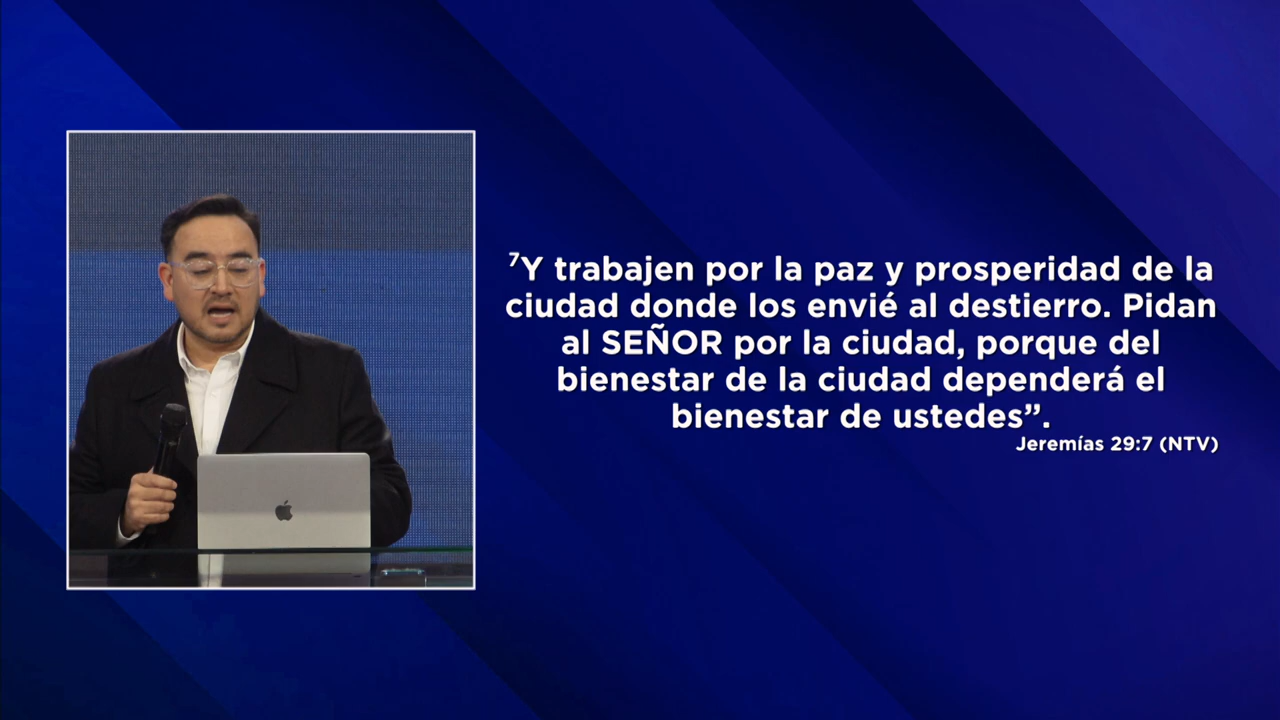 ⁷Y trabajen por la paz y prosperidad de la
ciudad donde los envié al destierro. Pidan
al SEÑOR por la ciudad, porque del
bienestar de la ciudad dependerá el
bienestar de ustedes”.
Jeremías 29:7 (NTV)